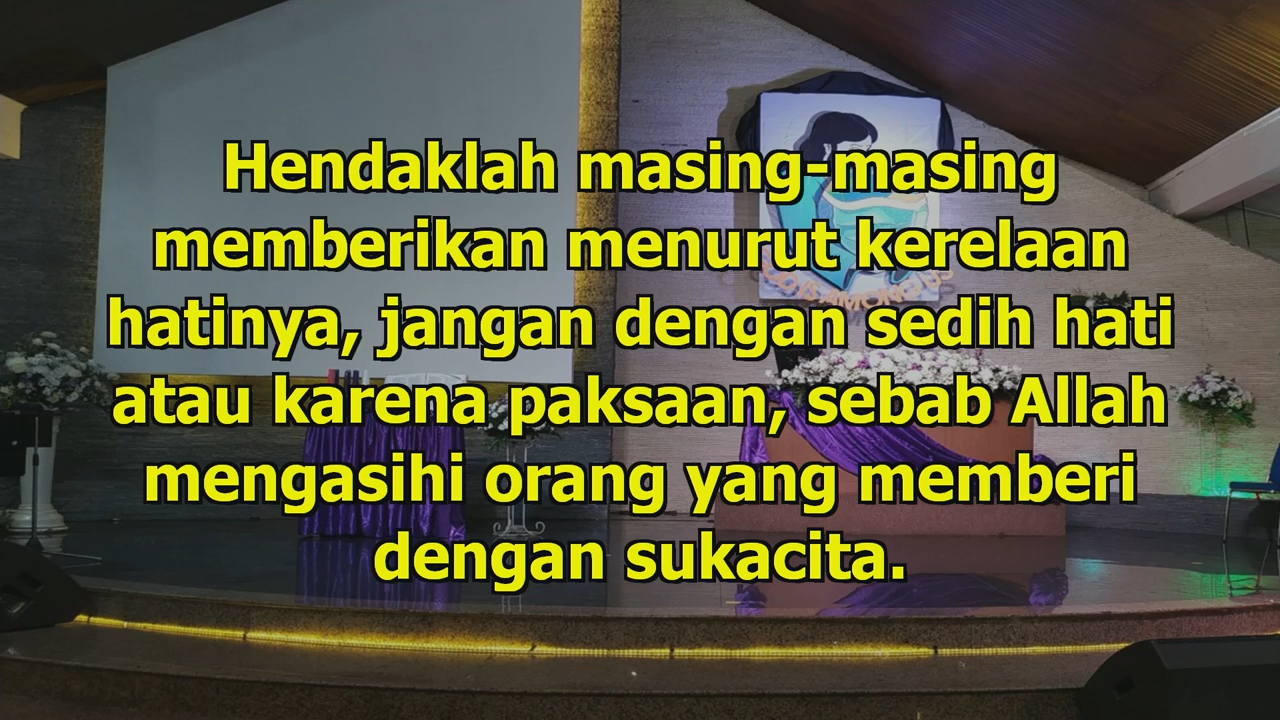 Hendaklah masing-masing
memberikan menurut kerelaan
hatinya, jangan dengan sedih hati
atau karena paksaan, sebab Allah
mengasihi orang yang memberi
dengan sukacita.